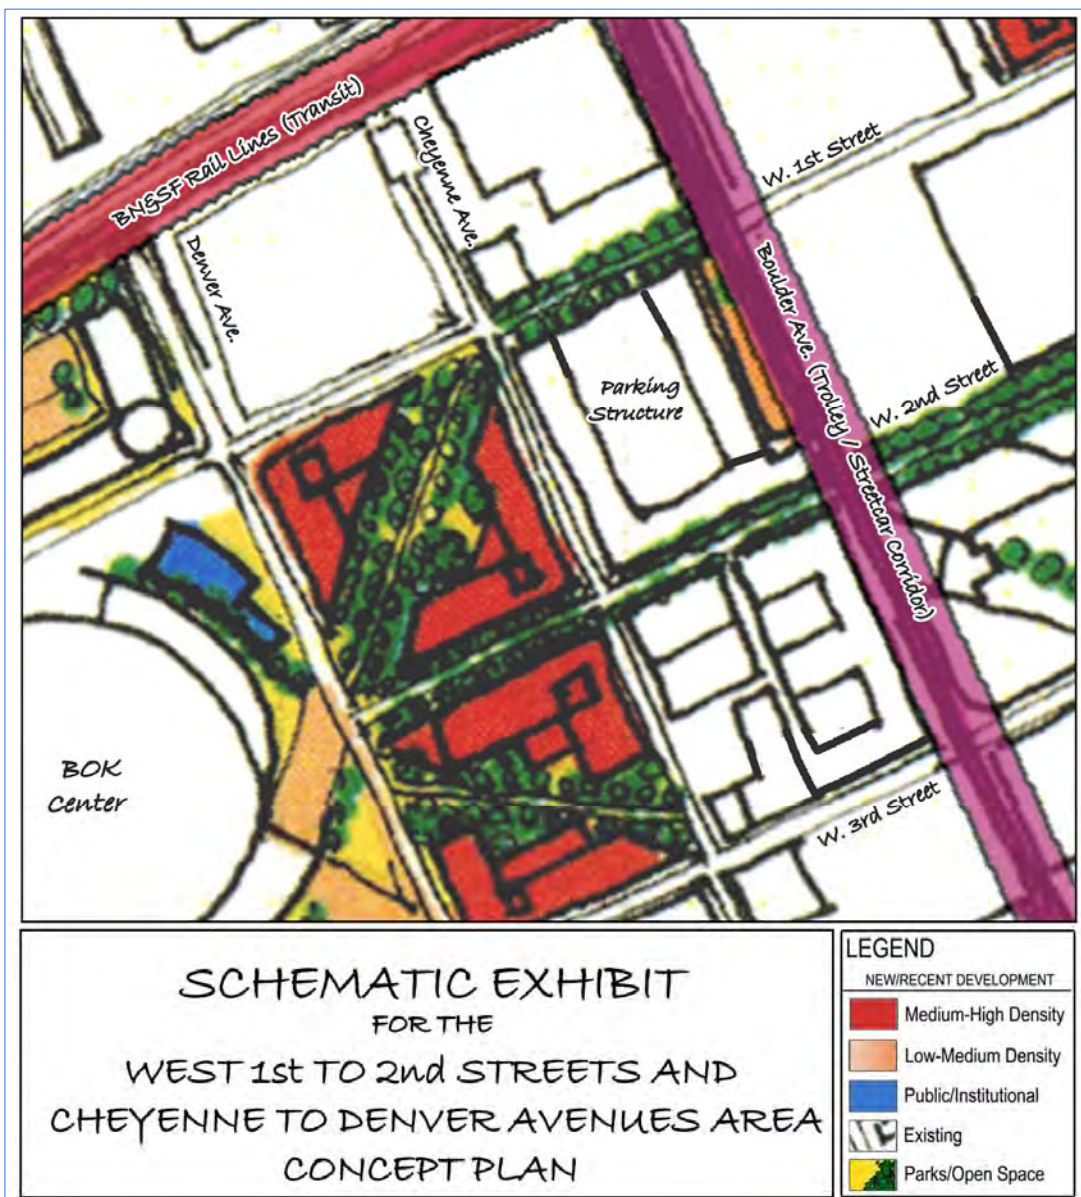 BN&SF Rail Lines (Transit)
Cheyenne Ave.
W. 1st Street
Denver Ave.
Boulder Ave. (Trolley / Streetcar Corridor)
Parking
Structure
W. 2nd Street
BOK
Center
W. 3rd Street
SCHEMATIC EXHIBIT
FOR THE
WEST 1st TO 2nd STREETS AND
CHEYENNE TO DENVER AVENUES AREA
CONCEPT PLAN
LEGEND
NEW/RECENT DEVELOPMENT
Medium-High Density
Low-Medium Density
Public/Institutional
Existing
Parks/Open Space